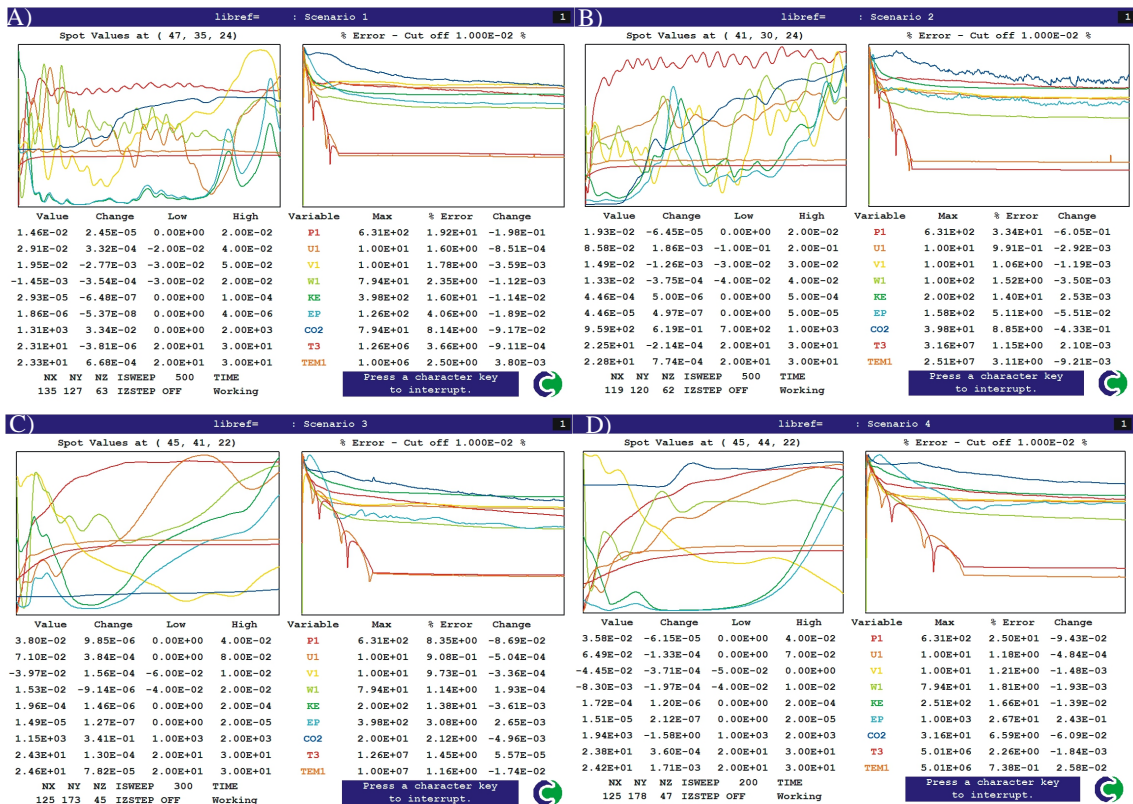 A)
libref= : Scenario 1 1
Spot Values at ( 47, 35, 24) % Error - Cut off 1.000E-02 %
Value Change Low High Variable Max % Error Change
1.46E-02 2.45E-05 0.00E+00 2.00E-02 P1 6.31E+02 1.92E+01 -1.98E-01
2.91E-02 3.32E-04 -2.00E-02 4.00E-02 U1 1.00E+01 1.60E+00 -8.51E-04
1.95E-02 -2.77E-03 -3.00E-02 5.00E-02 V1 1.00E+01 1.78E+00 -3.59E-03
-1.45E-03 -3.54E-04 -3.00E-02 2.00E-02 W1 7.94E+01 2.35E+00 -1.12E-03
2.93E-05 -6.48E-07 0.00E+00 1.00E-04 KE 3.98E+02 1.60E+01 -1.14E-02
1.86E-06 -5.37E-08 0.00E+00 4.00E-06 EP 1.26E+02 4.06E+00 -1.89E-02
1.31E+03 3.34E-02 0.00E+00 2.00E+03 CO2 7.94E+01 8.14E+00 -9.17E-02
2.31E+01 -3.81E-06 2.00E+01 3.00E+01 T3 1.26E+06 3.66E+00 -9.11E-04
2.33E+01 6.68E-04 2.00E+01 3.00E+01 TEM1 1.00E+06 2.50E+00 3.80E-03
NX NY NZ ISWEEP 500 TIME
135 127 63 IZSTEP OFF Working
Press a character key
to interrupt.
B)
libref= : Scenario 2 1
Spot Values at ( 41, 30, 24) % Error - Cut off 1.000E-02 %
Value Change Low High Variable Max % Error Change
1.93E-02 -6.45E-05 0.00E+00 2.00E-02 P1 6.31E+02 3.34E+01 -6.05E-01
8.58E-02 1.86E-03 -1.00E-01 2.00E-01 U1 1.00E+01 9.91E-01 -2.92E-03
1.49E-02 -1.26E-03 -3.00E-02 3.00E-02 V1 1.00E+01 1.06E+00 -1.19E-03
1.33E-02 -3.75E-04 -4.00E-02 4.00E-02 W1 1.00E+02 1.52E+00 -3.50E-03
4.46E-04 5.00E-06 0.00E+00 5.00E-04 KE 2.00E+02 1.40E+01 2.53E-03
4.46E-05 4.97E-07 0.00E+00 5.00E-05 EP 1.58E+02 5.11E+00 -5.51E-02
9.59E+02 6.19E-01 7.00E+02 1.00E+03 CO2 3.98E+01 8.85E+00 -4.33E-01
2.25E+01 -2.14E-04 2.00E+01 3.00E+01 T3 3.16E+07 1.15E+00 2.10E-03
2.28E+01 7.74E-04 2.00E+01 3.00E+01 TEM1 2.51E+07 3.11E+00 -9.21E-03
NX NY NZ ISWEEP 500 TIME
119 120 62 IZSTEP OFF Working
Press a character key
to interrupt.
C)
libref= : Scenario 3 1
Spot Values at ( 45, 41, 22) % Error - Cut off 1.000E-02 %
Value Change Low High Variable Max % Error Change
3.80E-02 9.85E-06 0.00E+00 4.00E-02 P1 6.31E+02 8.35E+00 -8.69E-02
7.10E-02 3.84E-04 0.00E+00 8.00E-02 U1 1.00E+01 9.08E-01 -5.04E-04
-3.97E-02 1.56E-04 -6.00E-02 1.00E-02 V1 1.00E+01 9.73E-01 -3.36E-04
1.53E-02 -9.14E-06 -4.00E-02 2.00E-02 W1 7.94E+01 1.14E+00 1.93E-04
1.96E-04 1.46E-06 0.00E+00 2.00E-04 KE 2.00E+02 1.38E+01 -3.61E-03
1.49E-05 1.27E-07 0.00E+00 2.00E-05 EP 3.98E+02 3.08E+00 2.65E-03
1.15E+03 3.41E-01 1.00E+03 2.00E+03 CO2 2.00E+01 2.12E+00 -4.96E-03
2.43E+01 1.30E-04 2.00E+01 3.00E+01 T3 1.26E+07 1.45E+00 5.57E-05
2.46E+01 7.82E-05 2.00E+01 3.00E+01 TEM1 1.00E+07 1.16E+00 -1.74E-02
NX NY NZ ISWEEP 300 TIME
125 173 45 IZSTEP OFF Working
Press a character key
to interrupt.
D)
libref= : Scenario 4 1
Spot Values at ( 45, 44, 22) % Error - Cut off 1.000E-02 %
Value Change Low High Variable Max % Error Change
3.58E-02 -6.15E-05 0.00E+00 4.00E-02 P1 6.31E+02 2.50E+01 -9.43E-02
6.49E-02 -1.33E-04 0.00E+00 7.00E-02 U1 1.00E+01 1.18E+00 -4.84E-04
-4.45E-02 -3.71E-04 -5.00E-02 0.00E+00 V1 1.00E+01 1.21E+00 -1.48E-03
-8.30E-03 -1.97E-04 -4.00E-02 1.00E-02 W1 7.94E+01 1.81E+00 -1.93E-03
1.72E-04 1.20E-06 0.00E+00 2.00E-04 KE 2.51E+02 1.66E+01 -1.39E-02
1.51E-05 2.12E-07 0.00E+00 2.00E-05 EP 1.00E+03 2.67E+01 2.43E-01
1.94E+03 -1.58E+00 1.00E+03 2.00E+03 CO2 3.16E+01 6.59E+00 -6.09E-02
2.38E+01 3.60E-04 2.00E+01 3.00E+01 T3 5.01E+06 2.26E+00 -1.84E-03
2.42E+01 1.71E-03 2.00E+01 3.00E+01 TEM1 5.01E+06 7.38E-01 2.58E-02
NX NY NZ ISWEEP 200 TIME
125 178 47 IZSTEP OFF Working
Press a character key
to interrupt.